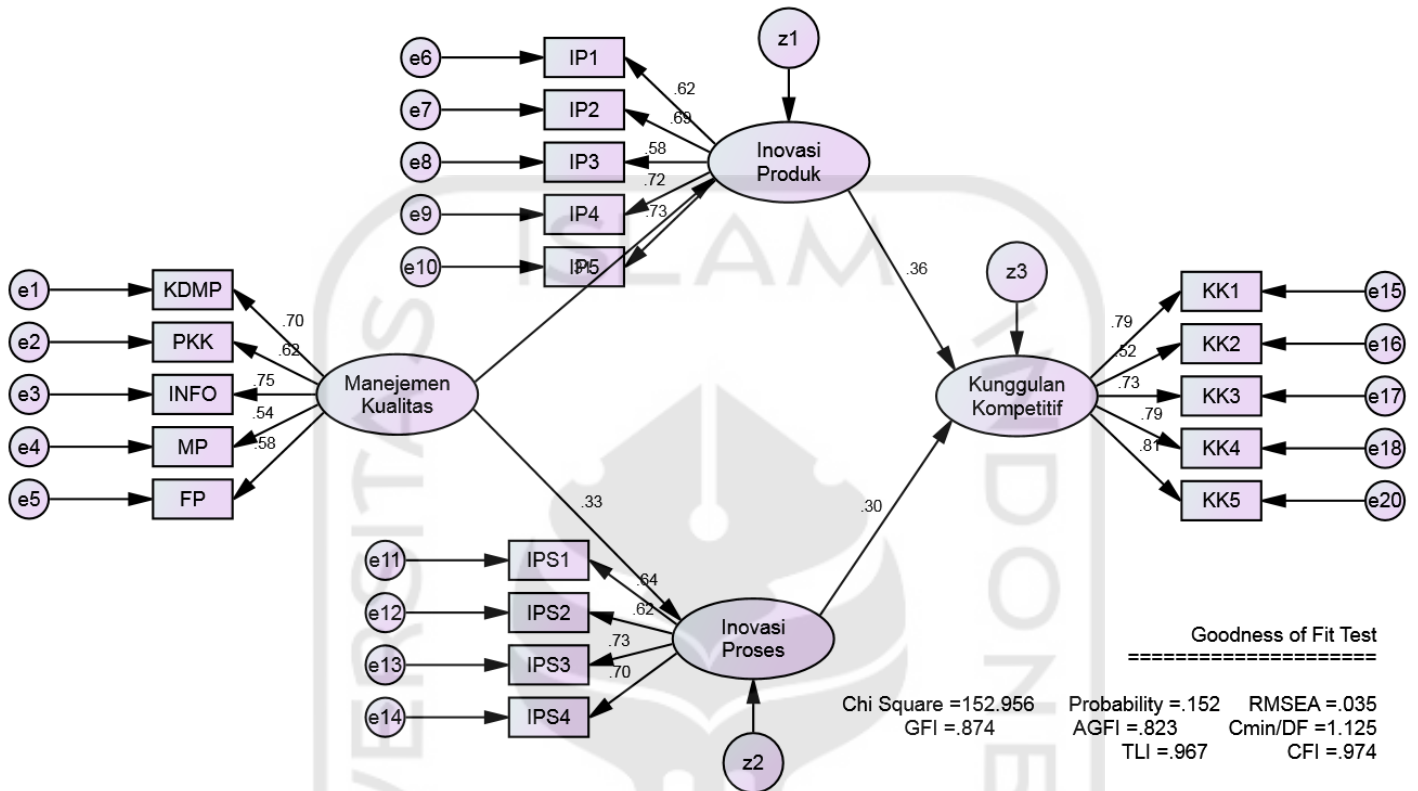 z1
e6 IP1
.62
e7 IP2
.69
e8 IP3
.58
Inovasi
Produk
.72
e9 IP4
.73
e10 IP5
ISLAM
.36
z3
e1 KDMP
.70
e2 PKK
.62
e3 INFO
.75
e4 MP
.54
.58
e5 FP
Manejemen
Kualitas
Kunggulan
Kompetitif
KK1 e15
.79
KK2 e16
.52
.73
KK3 e17
.79
KK4 e18
.81
KK5 e20
.33
.30
e11 IPS1
.64
e12 IPS2
.62
e13 IPS3
.73
.70
e14 IPS4
Inovasi
Proses
z2
Goodness of Fit Test
=====================
Chi Square =152.956 Probability =.152 RMSEA =.035
GFI =.874 AGFI =.823 Cmin/DF =1.125
TLI =.967 CFI =.974